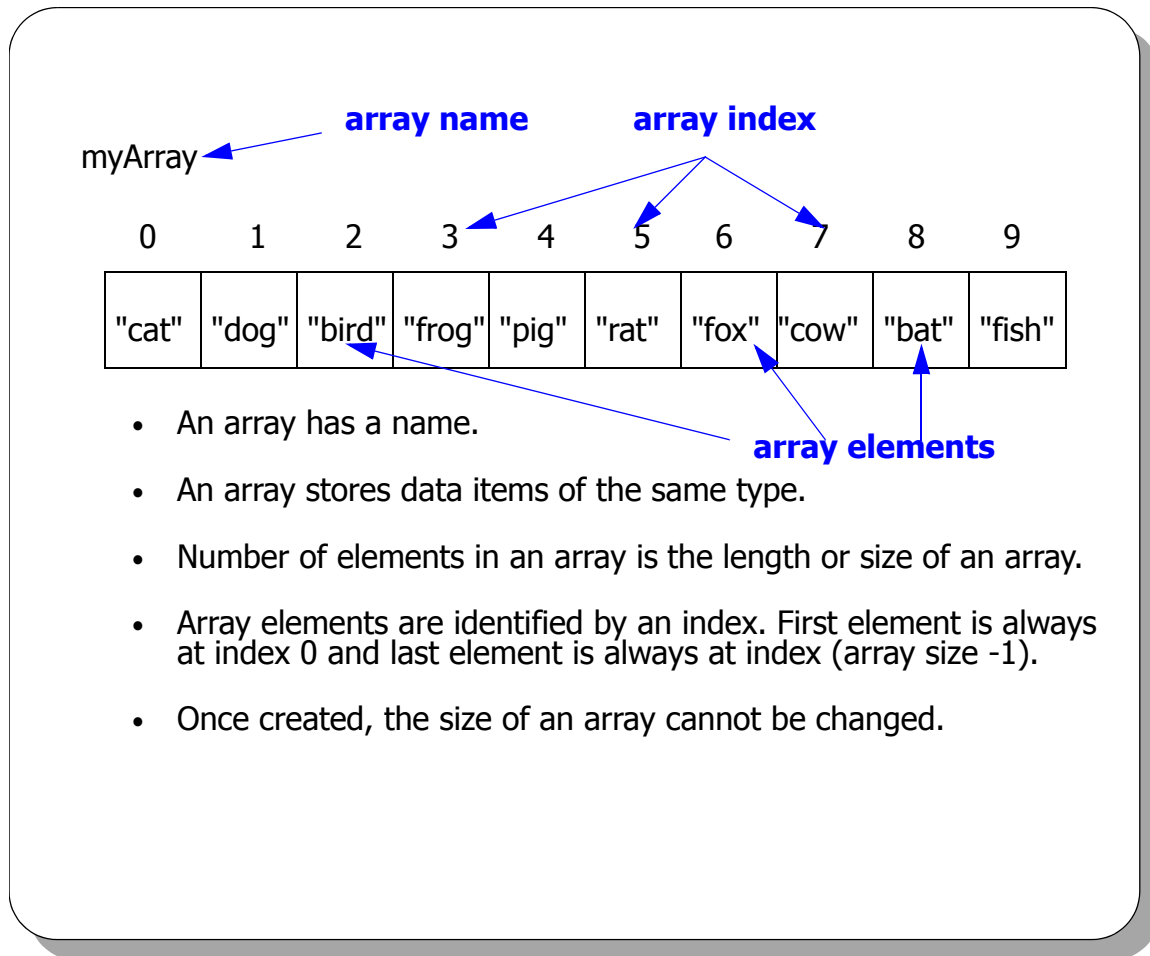 array name array index
myArray
0 1 2 3 4 5 6 7 8 9
"cat" "dog" "bird" "frog" "pig" "rat" "fox" "cow" "bat" "fish"
• An array has a name.
array elements
• An array stores data items of the same type.
• Number of elements in an array is the length or size of an array.
• Array elements are identified by an index. First element is always
at index 0 and last element is always at index (array size -1).
• Once created, the size of an array cannot be changed.